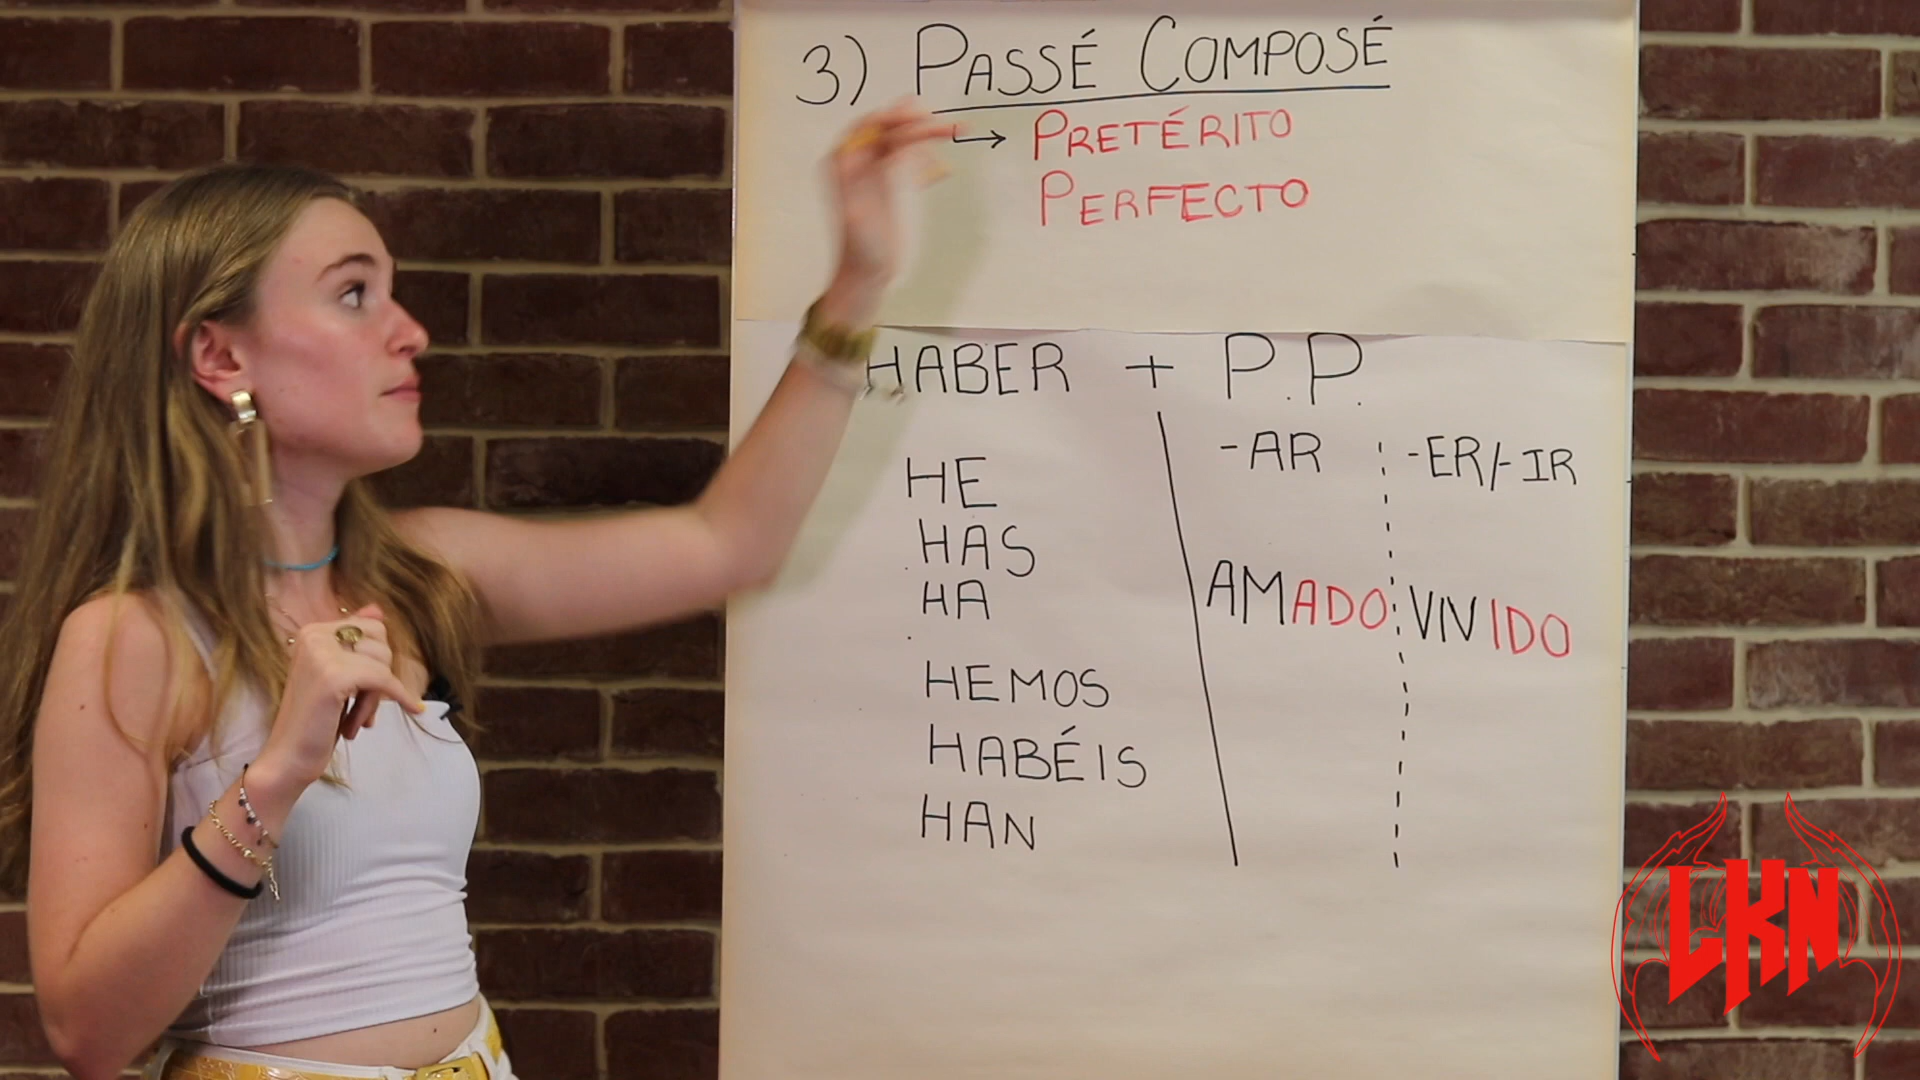 3) PASSÉ COMPOSÉ
→ PRETÉRITO
PERFECTO
HABER + P.P.
-AR -ER/-IR
HE
HAS
HA
AMADO VIVIDO
HEMOS
HABÉIS
HAN
LKN